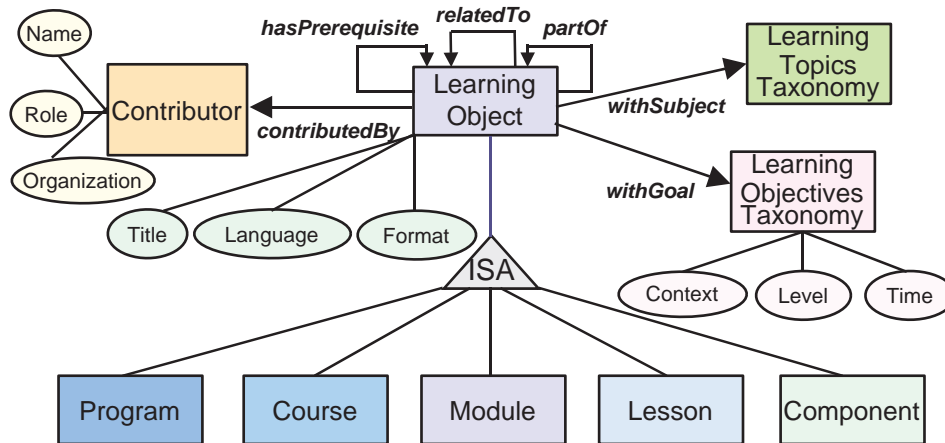 Name
Role
Organization
Contributor
hasPrerequisite
relatedTo
partOf
Learning
Object
contributedBy
withSubject
Learning
Topics
Taxonomy
withGoal
Learning
Objectives
Taxonomy
Title
Language
Format
ISA
Context
Level
Time
Program
Course
Module
Lesson
Component